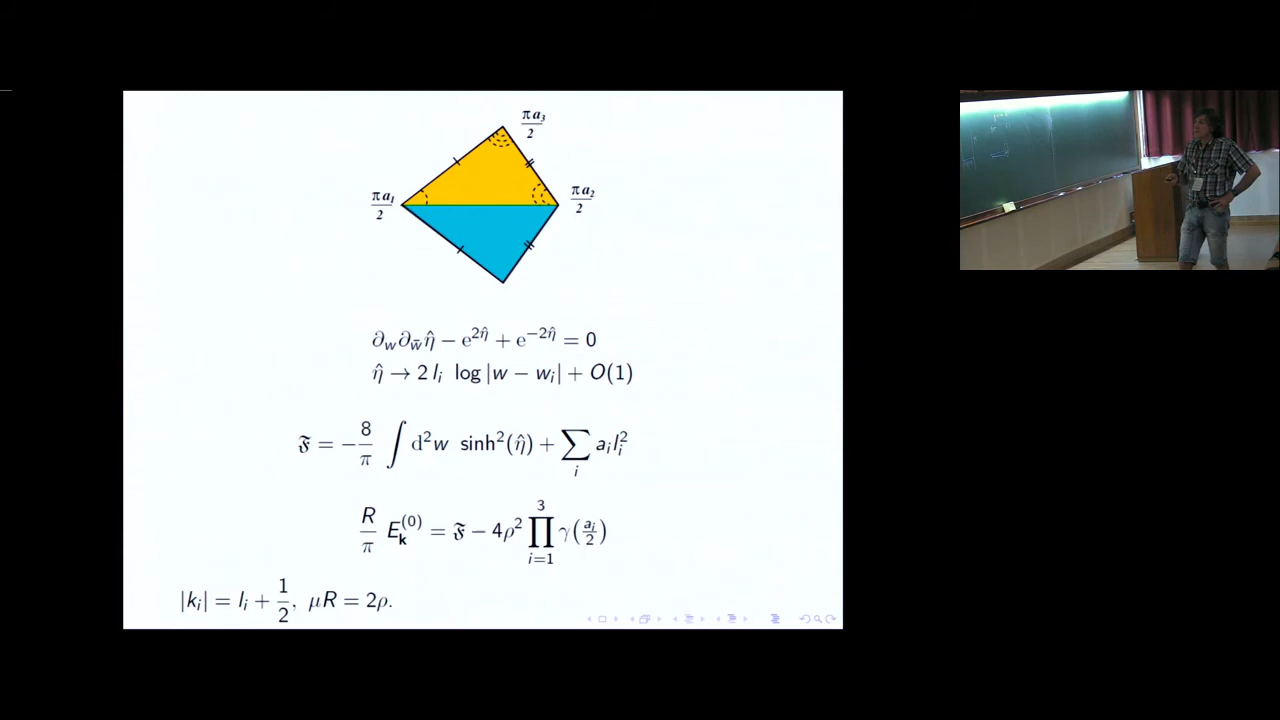 πa₃/2
πa₁/2
πa₂/2
∂_w∂_w̄ η̂ − e^{2η̂} + e^{−2η̂} = 0
η̂ → 2 l_i log|w − w_i| + O(1)
𝔉 = −8/π ∫ d²w sinh²(η̂) + ∑_i a_i l_i²
R/π E_k^{(0)} = 𝔉 − 4ρ² ∏_{i=1}^{3} γ(a_i/2)
|k_i| = l_i + 1/2, μR = 2ρ.